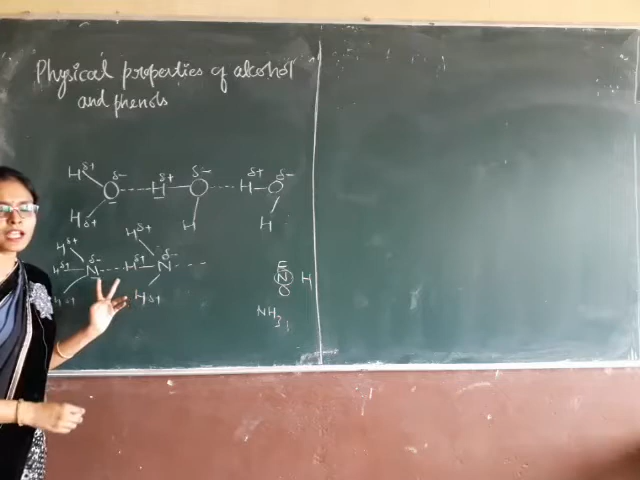 Physical properties of alcohol
and phenols
H δ+ δ- δ+ δ- δ+ δ-
O ---- H — O ---- H — O
H δ+ H H
H δ+ H δ+
H δ+ N δ- ---- H δ+ — N δ- ----
H δ+
F
N H
O
NH3